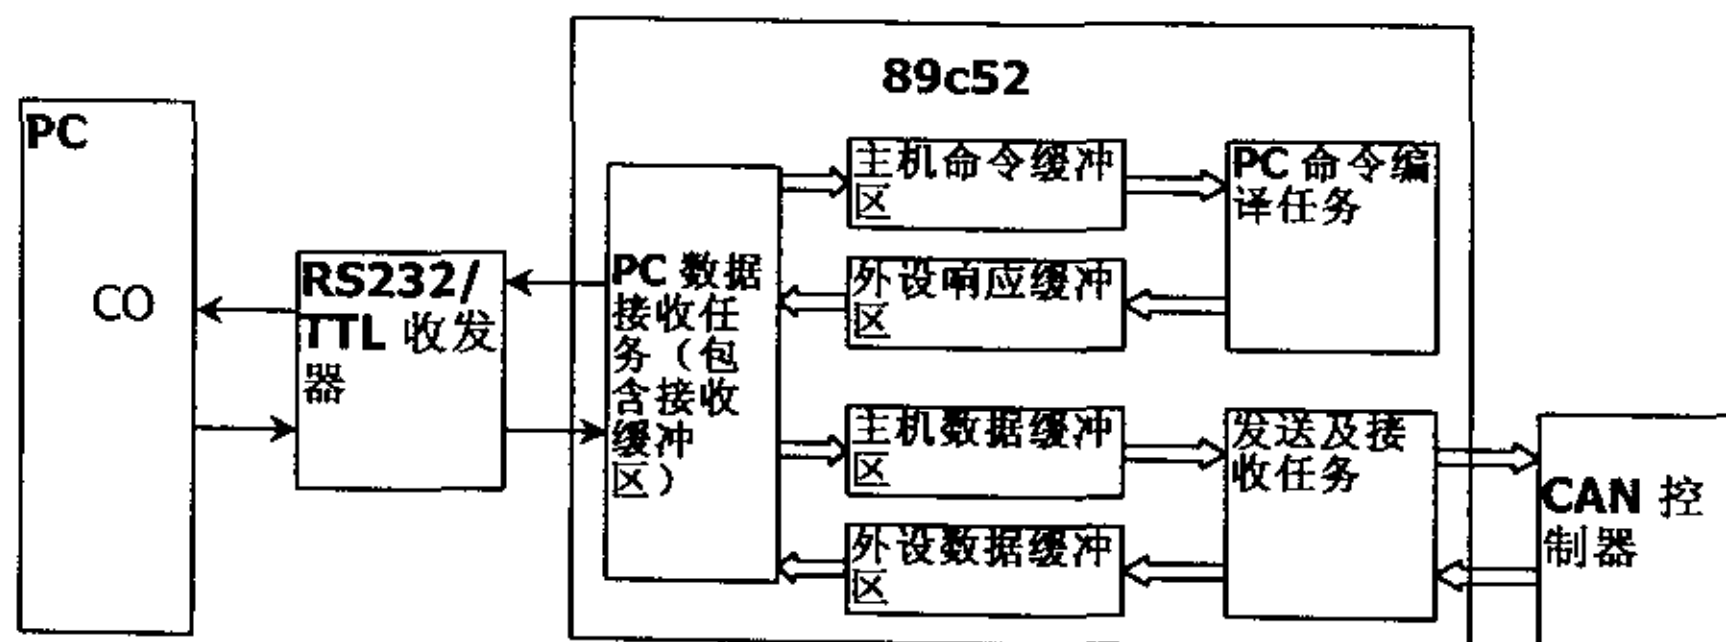 89c52
PC
CO
RS232/
TTL 收发
器
PC 数据
接收任
务（包
含接收
缓冲
区）
主机命令缓冲
区
PC 命令编
译任务
外设响应缓冲
区
主机数据缓冲
区
发送及接
收任务
外设数据缓冲
区
CAN 控
制器